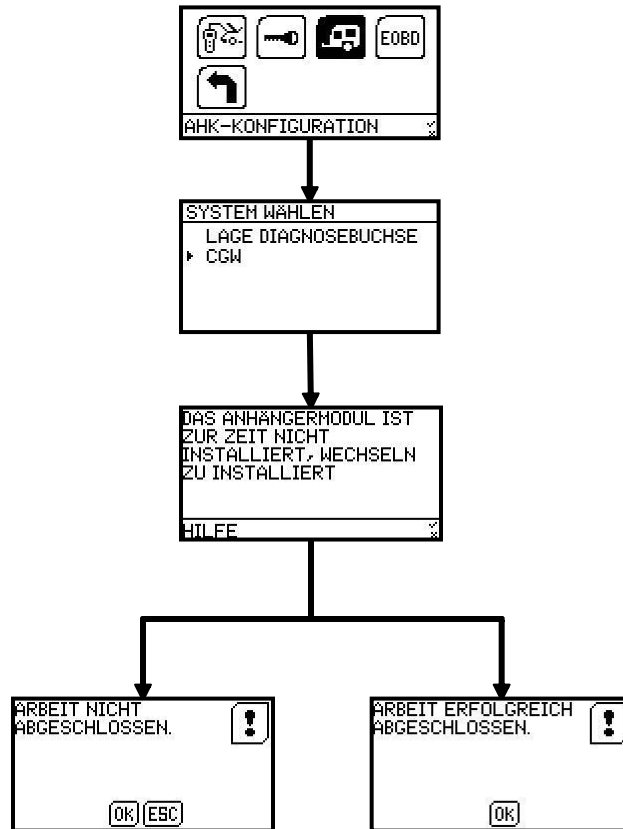 EOBD
AHK-KONFIGURATION
SYSTEM WÄHLEN
LAGE DIAGNOSEBUCHSE
CGW
DAS ANHÄNGERMODUL IST
ZUR ZEIT NICHT
INSTALLIERT, WECHSELN
ZU INSTALLIERT
HILFE
ARBEIT NICHT
ABGESCHLOSSEN.
!
OK ESC
ARBEIT ERFOLGREICH
ABGESCHLOSSEN.
!
OK